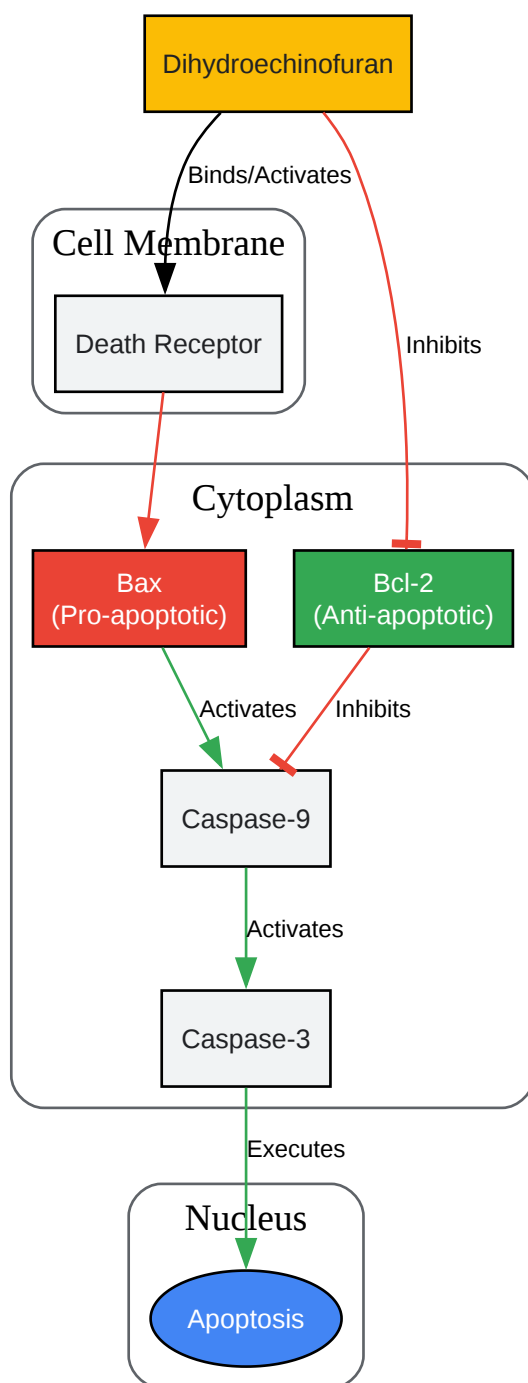 Dihydroechinofuran
Binds/Activates
Cell Membrane
Death Receptor
Inhibits
Cytoplasm
Bax
(Pro-apoptotic)
Bcl-2
(Anti-apoptotic)
Activates
Inhibits
Caspase-9
Activates
Caspase-3
Executes
Nucleus
Apoptosis